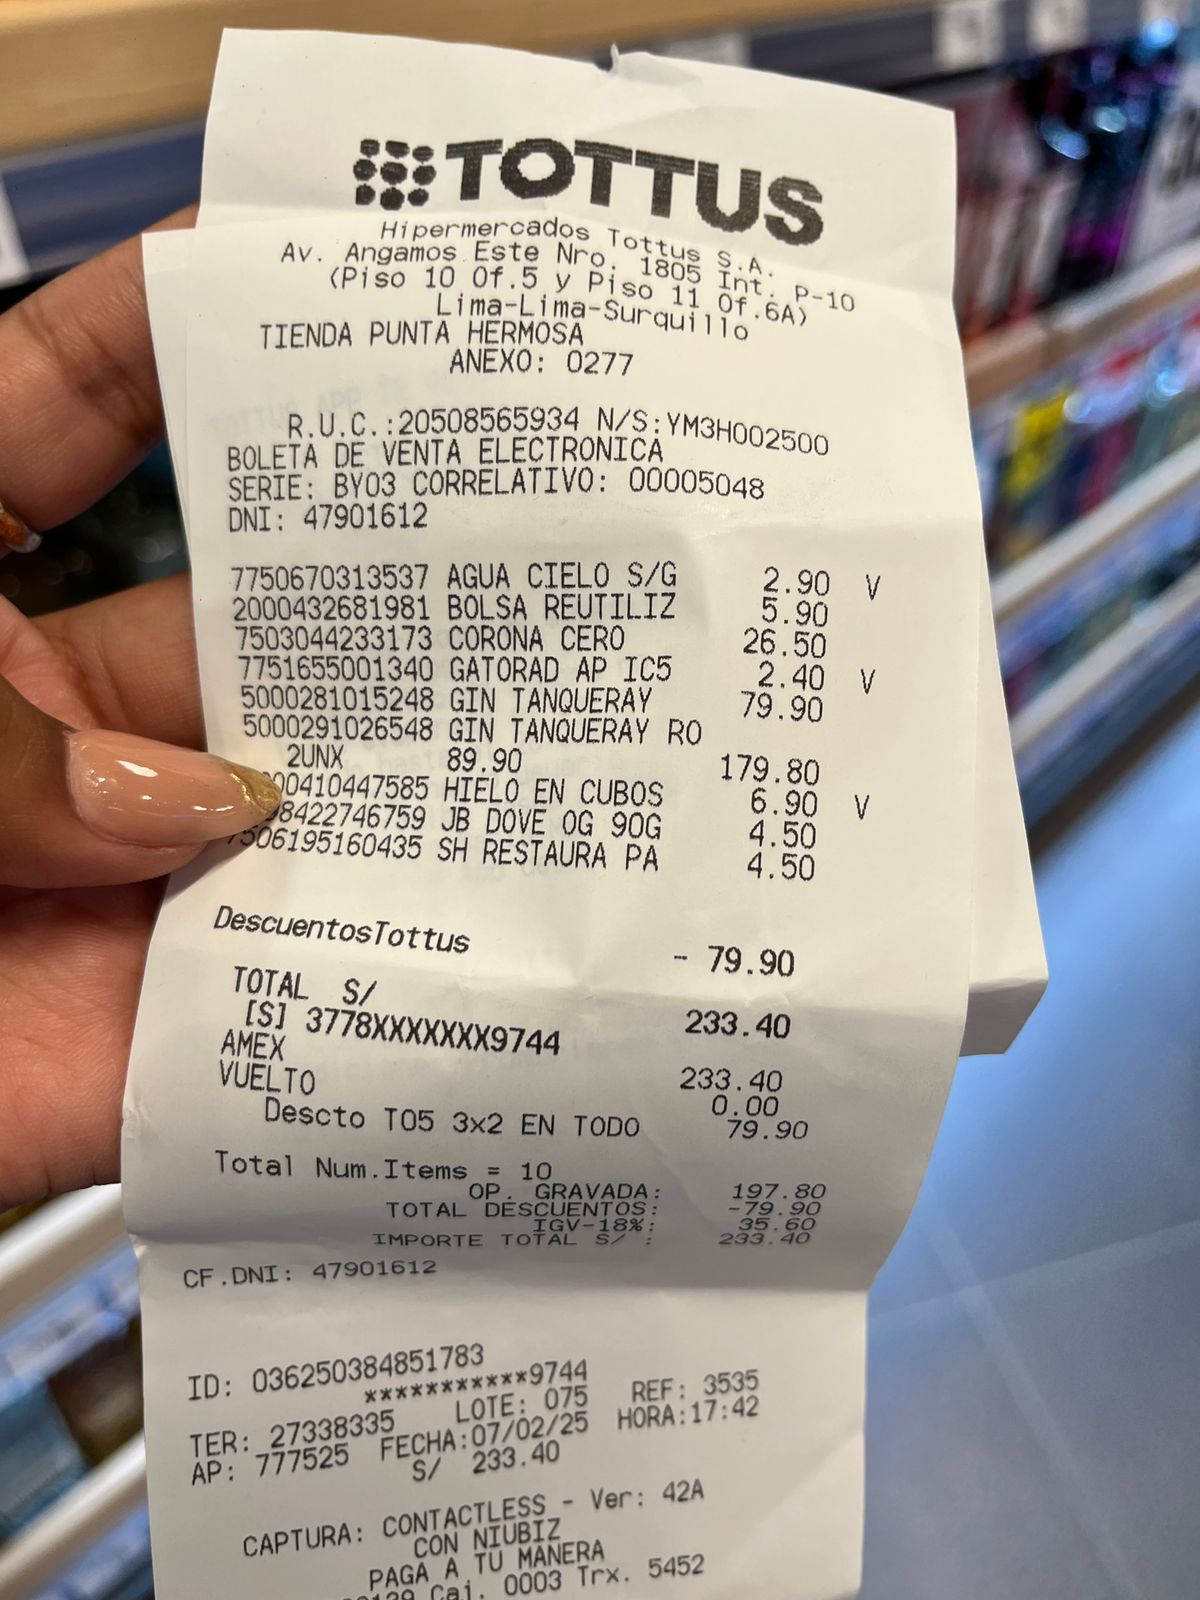 TOTTUS
Hipermercados Tottus S.A.
Av. Angamos Este Nro. 1805 Int. P-10
(Piso 10 Of.5 y Piso 11 Of.6A)
Lima-Lima-Surquillo
TIENDA PUNTA HERMOSA
ANEXO: 0277
R.U.C.:20508565934 N/S:YM3H002500
BOLETA DE VENTA ELECTRONICA
SERIE: BY03 CORRELATIVO: 00005048
DNI: 47901612
7750670313537 AGUA CIELO S/G 2.90 V
2000432681981 BOLSA REUTILIZ 5.90
7503044233173 CORONA CERO 26.50
7751655001340 GATORAD AP IC5 2.40 V
5000281015248 GIN TANQUERAY 79.90
5000291026548 GIN TANQUERAY RO
2UNX 89.90 179.80
HIELO EN CUBOS 6.90 V
JB DOVE OG 90G 4.50
7506195160435 SH RESTAURA PA 4.50
DescuentosTottus - 79.90
TOTAL S/ 233.40
[S] 3778XXXXXXX9744
AMEX 233.40
VUELTO 0.00
Descto T05 3x2 EN TODO 79.90
Total Num.Items = 10
OP. GRAVADA: 197.80
TOTAL DESCUENTOS: -79.90
IGV-18%: 35.60
IMPORTE TOTAL S/ : 233.40
CF.DNI: 47901612
ID: 036250384851783
***********9744
TER: 27338335 LOTE: 075 REF: 3535
AP: 777525 FECHA:07/02/25 HORA:17:42
S/ 233.40
CAPTURA: CONTACTLESS - Ver: 42A
CON NIUBIZ
PAGA A TU MANERA
Caj. 0003 Trx. 5452